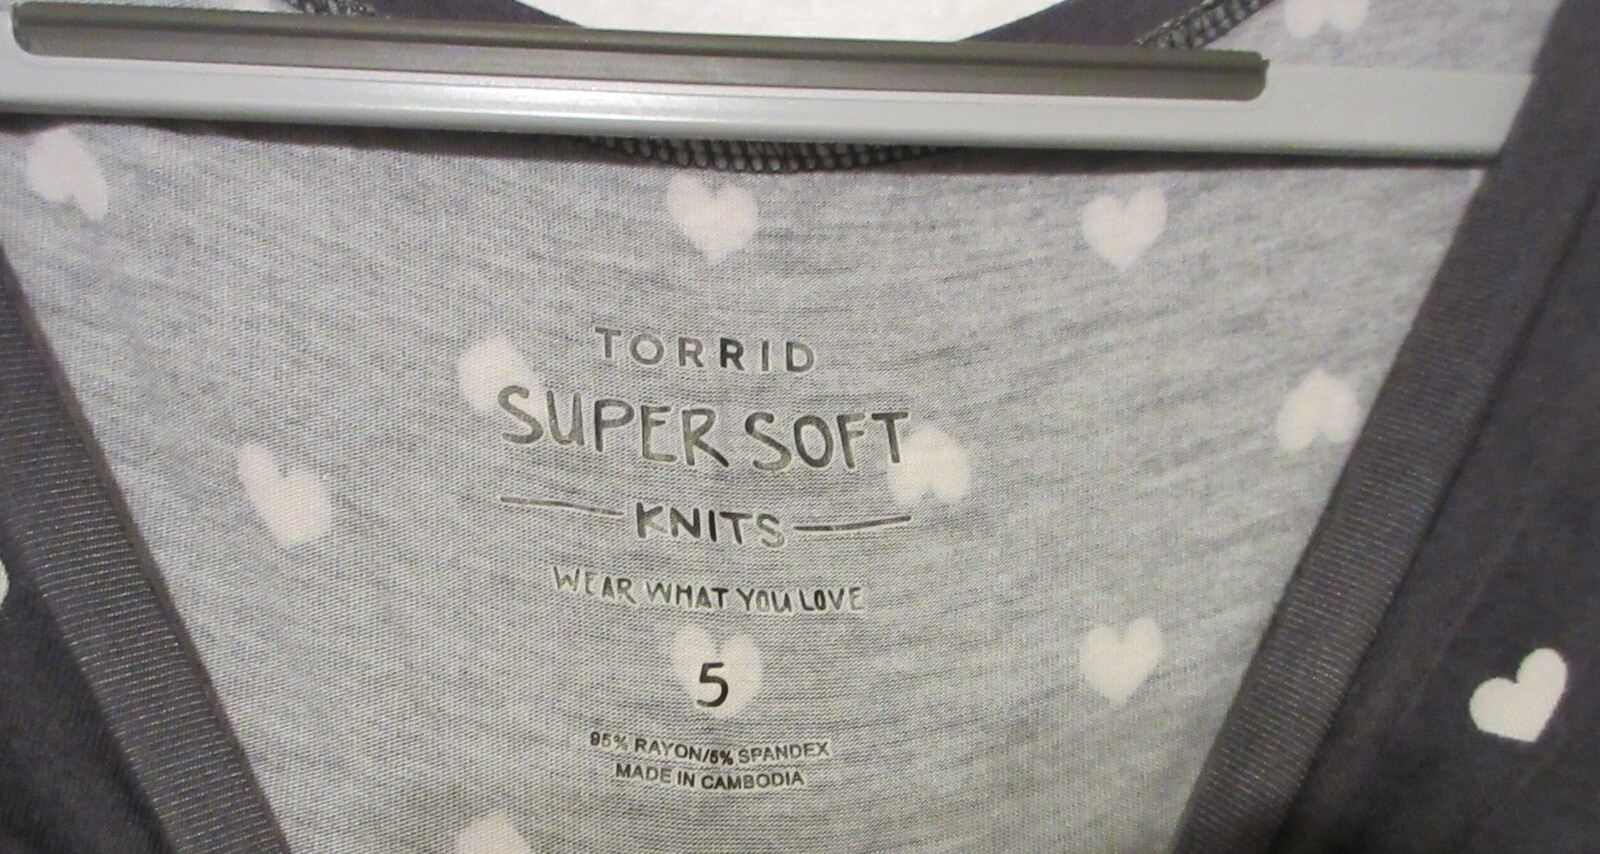 TORRID
SUPER SOFT
KNITS
WEAR WHAT YOU LOVE
5
95% RAYON/5% SPANDEX
MADE IN CAMBODIA